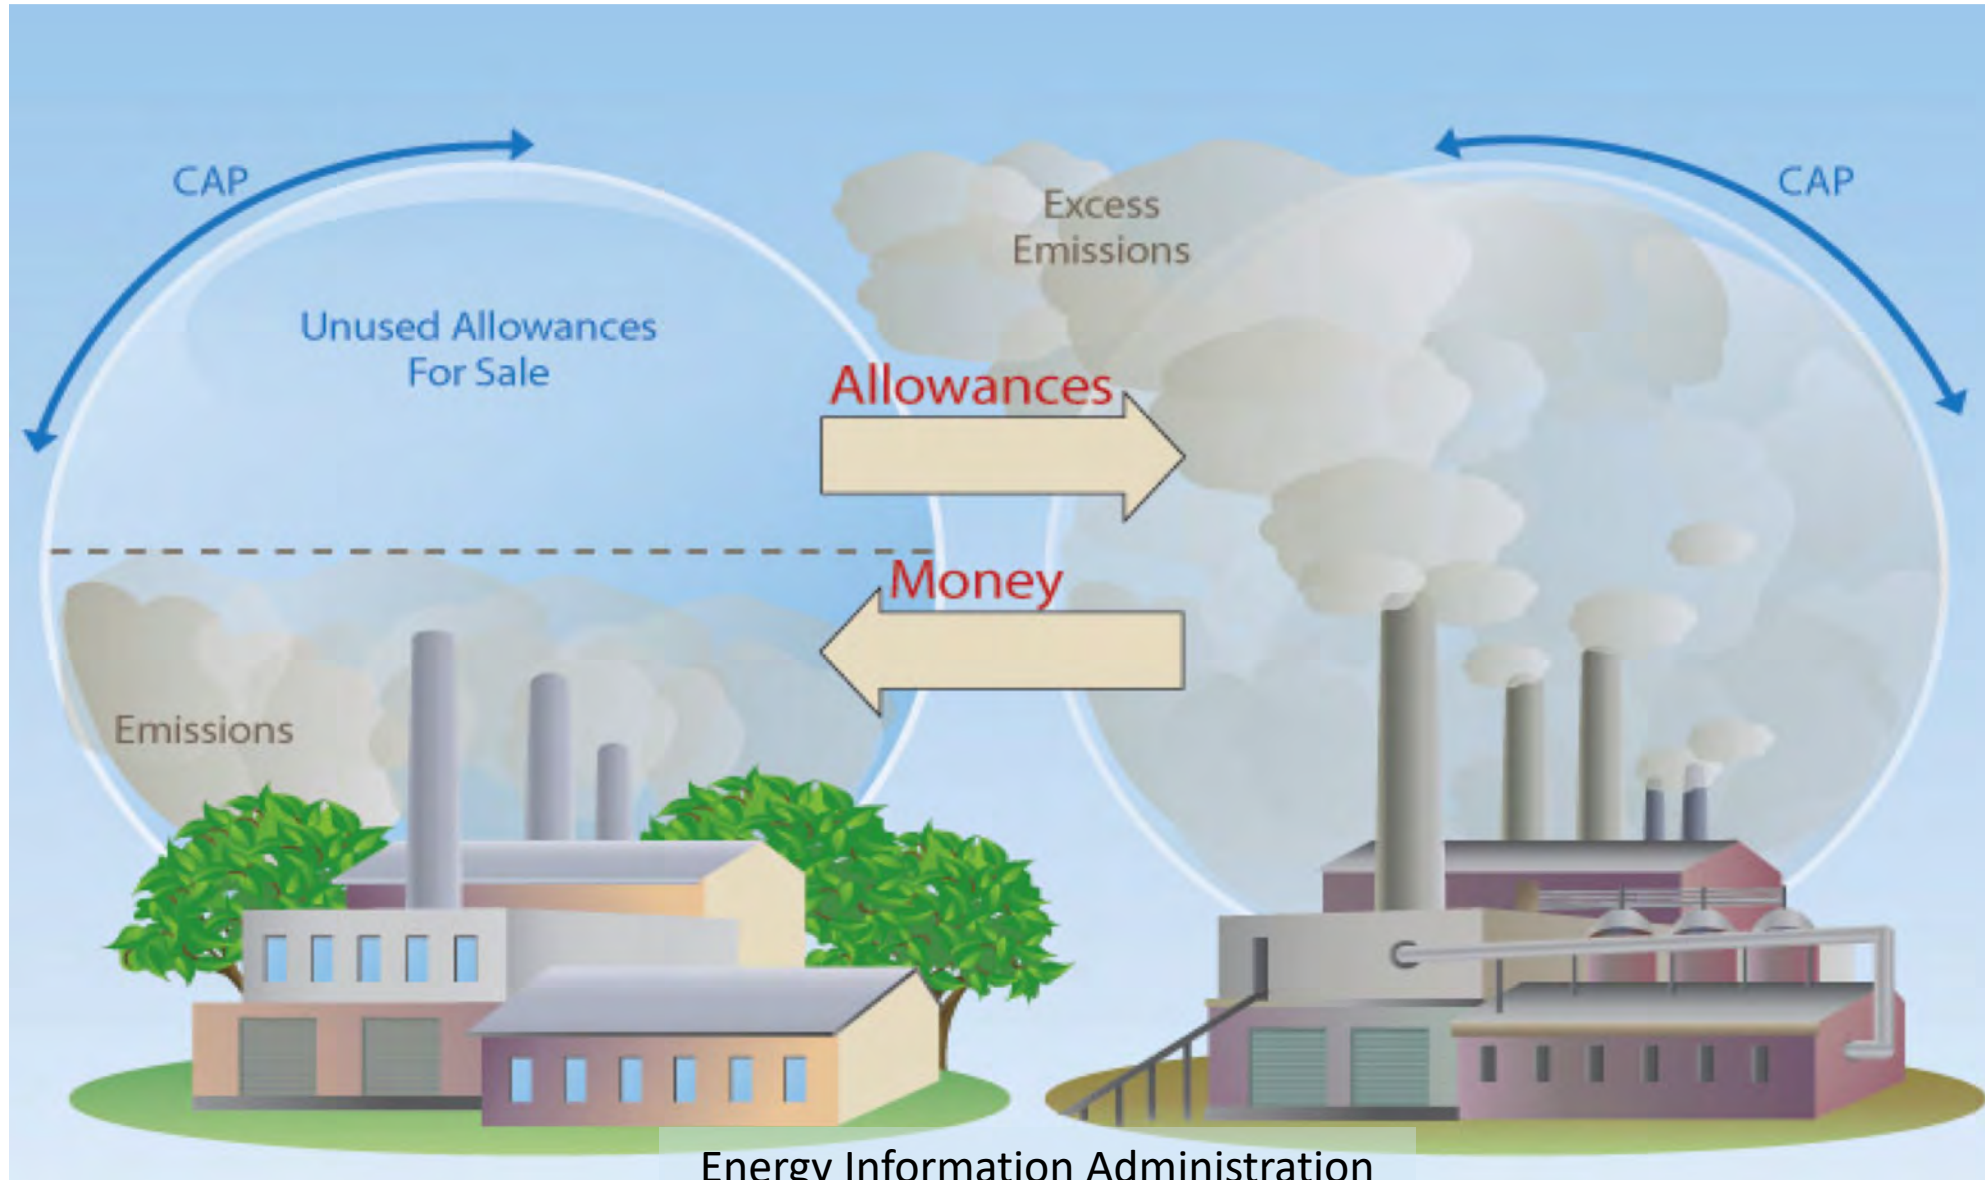 CAP
CAP
Excess
Emissions
Unused Allowances
For Sale
Allowances
Money
Emissions
Energy Information Administration